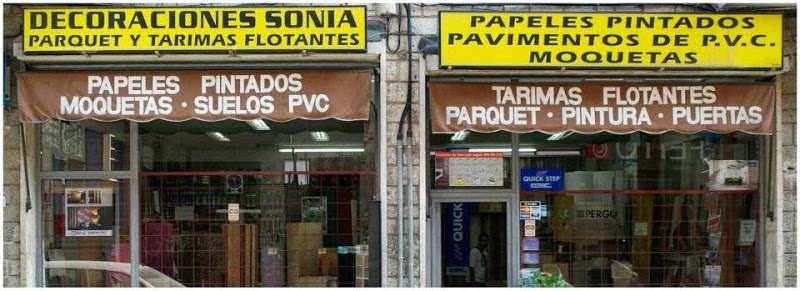 DECORACIONES SONIA
PARQUET Y TARIMAS FLOTANTES
PAPELES PINTADOS
MOQUETAS · SUELOS PVC
PAPELES PINTADOS
PAVIMENTOS DE P.V.C.
MOQUETAS
TARIMAS FLOTANTES
PARQUET · PINTURA · PUERTAS
QUICK STEP
PERGO
QUICK